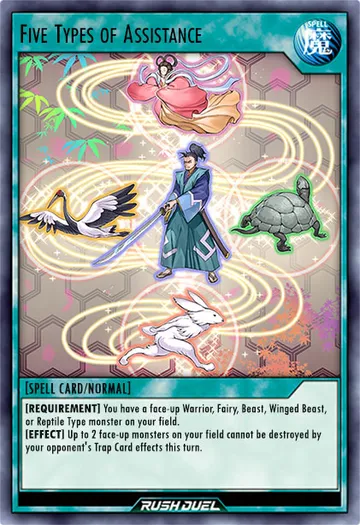 Five Types of Assistance
SPELL
魔
[SPELL CARD/NORMAL]
[REQUIREMENT] You have a face-up Warrior, Fairy, Beast, Winged Beast,
or Reptile Type monster on your field.
[EFFECT] Up to 2 face-up monsters on your field cannot be destroyed by
your opponent's Trap Card effects this turn.
RUSH DUEL